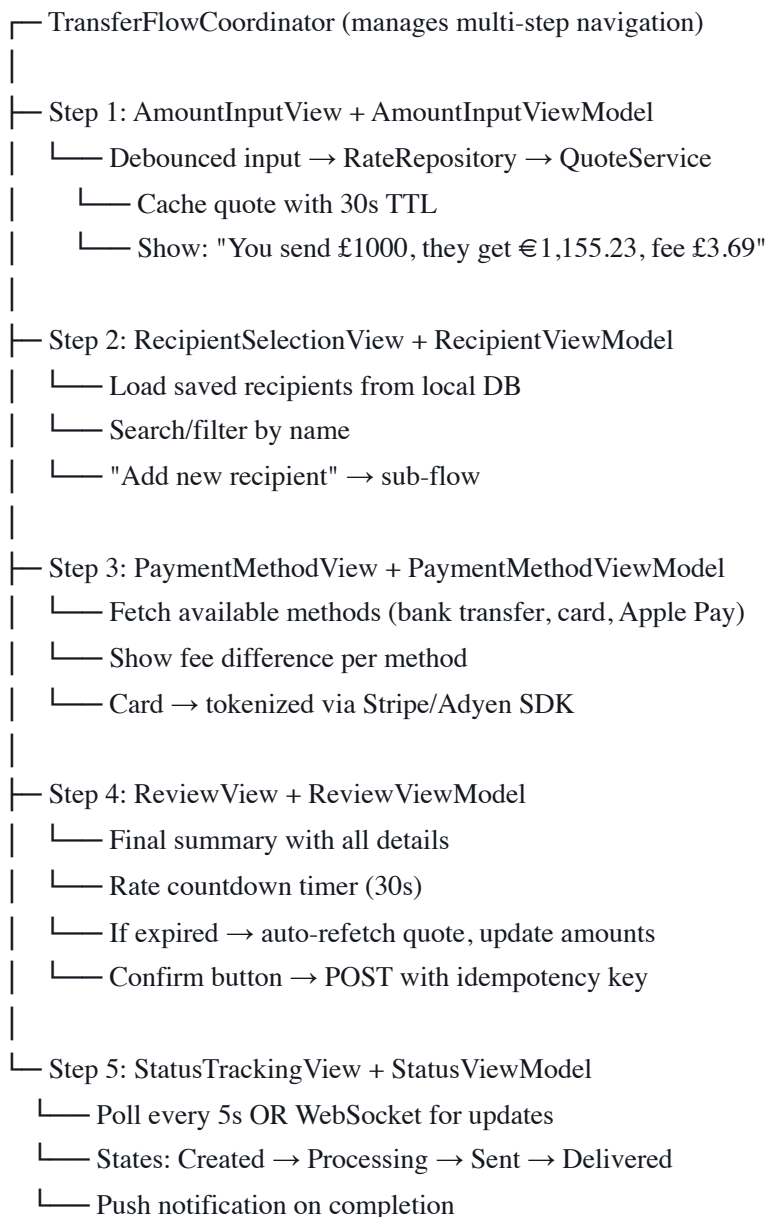 ┌─ TransferFlowCoordinator (manages multi-step navigation)
│
├─ Step 1: AmountInputView + AmountInputViewModel
│ └── Debounced input → RateRepository → QuoteService
│ └── Cache quote with 30s TTL
│ └── Show: "You send £1000, they get €1,155.23, fee £3.69"
│
├─ Step 2: RecipientSelectionView + RecipientViewModel
│ └── Load saved recipients from local DB
│ └── Search/filter by name
│ └── "Add new recipient" → sub-flow
│
├─ Step 3: PaymentMethodView + PaymentMethodViewModel
│ └── Fetch available methods (bank transfer, card, Apple Pay)
│ └── Show fee difference per method
│ └── Card → tokenized via Stripe/Adyen SDK
│
├─ Step 4: ReviewView + ReviewViewModel
│ └── Final summary with all details
│ └── Rate countdown timer (30s)
│ └── If expired → auto-refetch quote, update amounts
│ └── Confirm button → POST with idempotency key
│
└─ Step 5: StatusTrackingView + StatusViewModel
└── Poll every 5s OR WebSocket for updates
└── States: Created → Processing → Sent → Delivered
└── Push notification on completion